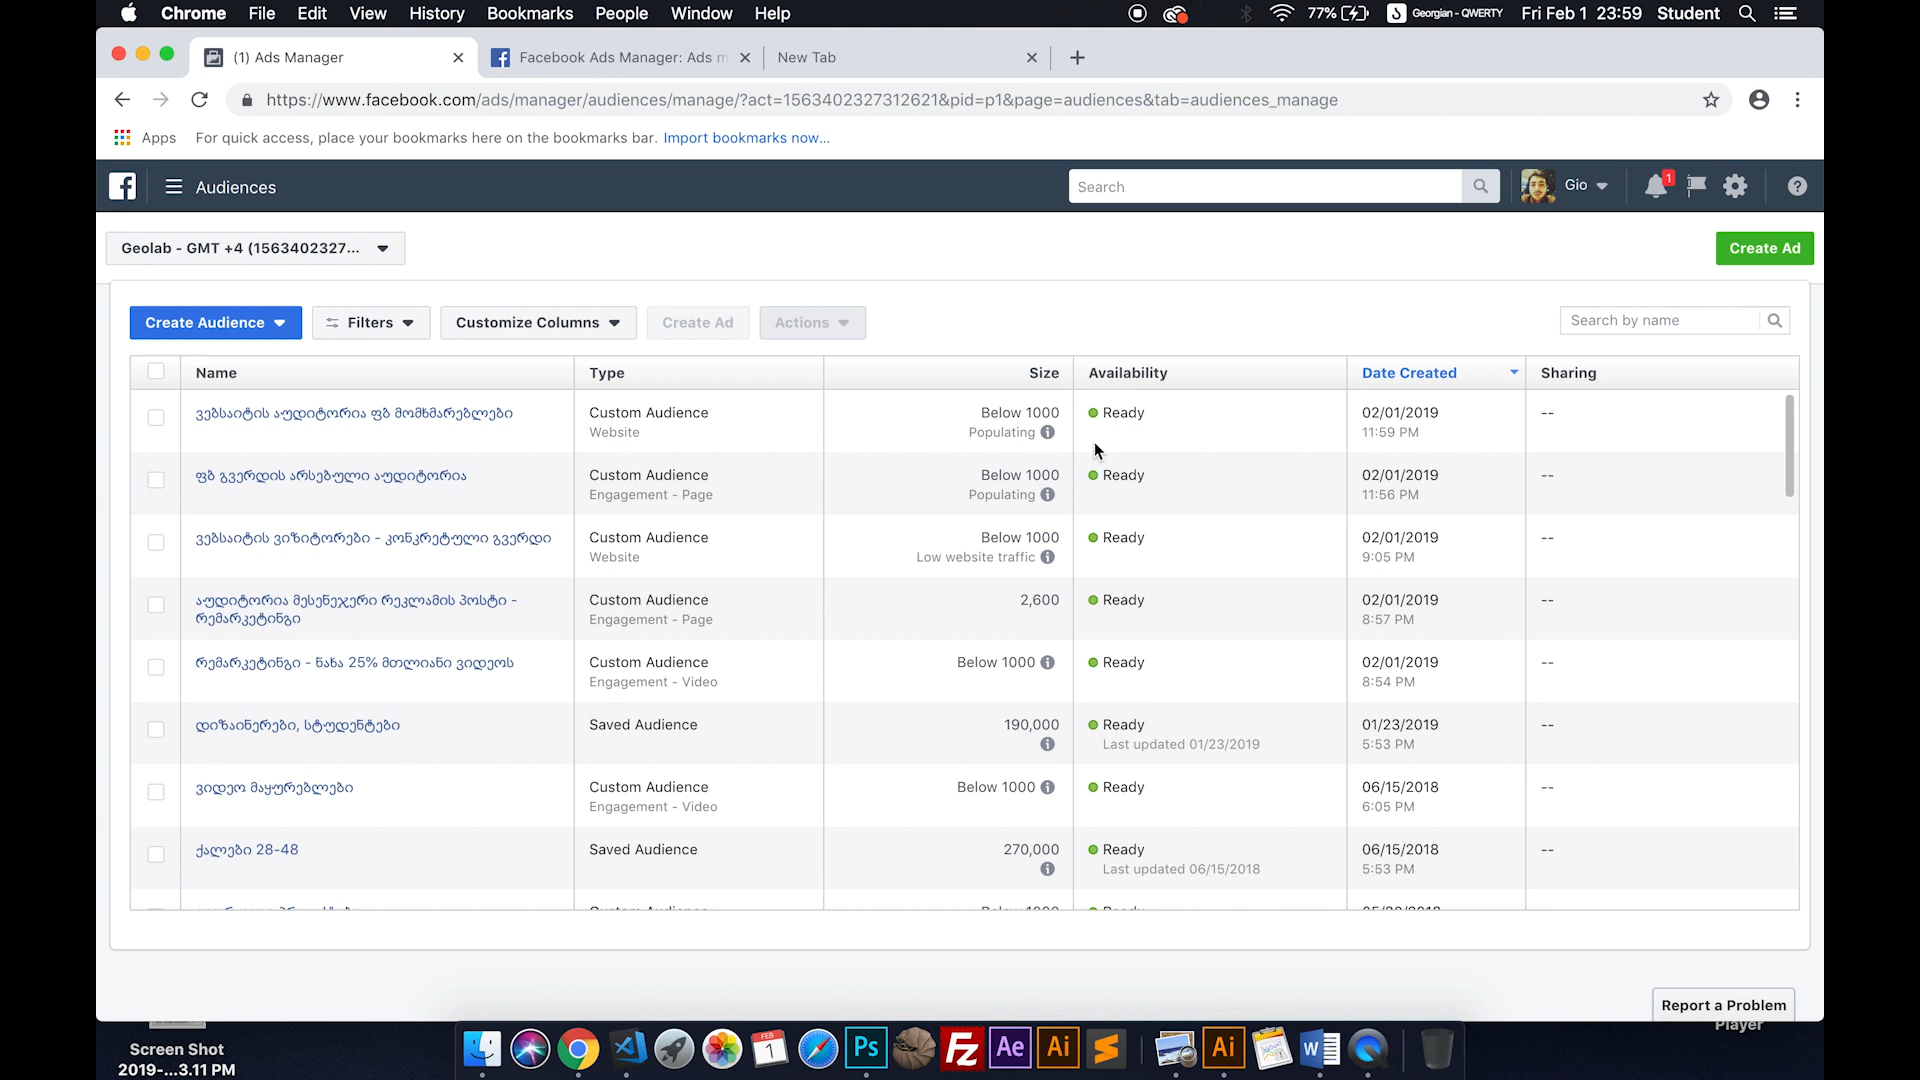 Chrome File Edit View History Bookmarks People Window Help 77% Georgian - QWERTY Fri Feb 1 23:59 Student
(1) Ads Manager Facebook Ads Manager: Ads m New Tab
https://www.facebook.com/ads/manager/audiences/manage/?act=1563402327312621&pid=p1&page=audiences&tab=audiences_manage
Apps For quick access, place your bookmarks here on the bookmarks bar. Import bookmarks now...
Audiences Search Gio 1
Geolab - GMT +4 (1563402327... Create Ad
Create Audience Filters Customize Columns Create Ad Actions Search by name
Name Type Size Availability Date Created Sharing
ვებსაიტის აუდიტორია ფბ მომხმარებლები Custom Audience Below 1000 Ready 02/01/2019 --
Website Populating 11:59 PM
ფბ გვერდის არსებული აუდიტორია Custom Audience Below 1000 Ready 02/01/2019 --
Engagement - Page Populating 11:56 PM
ვებსაიტის ვიზიტორები - კონკრეტული გვერდი Custom Audience Below 1000 Ready 02/01/2019 --
Website Low website traffic 9:05 PM
აუდიტორია მესენეჯერი რეკლამის პოსტი - Custom Audience 2,600 Ready 02/01/2019 --
რემარკეტინგი Engagement - Page 8:57 PM
რემარკეტინგი - ნახა 25% მთლიანი ვიდეოს Custom Audience Below 1000 Ready 02/01/2019 --
Engagement - Video 8:54 PM
დიზაინერები, სტუდენტები Saved Audience 190,000 Ready 01/23/2019 --
Last updated 01/23/2019 5:53 PM
ვიდეო მაყურებლები Custom Audience Below 1000 Ready 06/15/2018 --
Engagement - Video 6:05 PM
ქალები 28-48 Saved Audience 270,000 Ready 06/15/2018 --
Last updated 06/15/2018 5:53 PM
Report a Problem
Player
Screen Shot
2019-...3.11 PM
FEB
1
Ps Fz Ae Ai Ai W